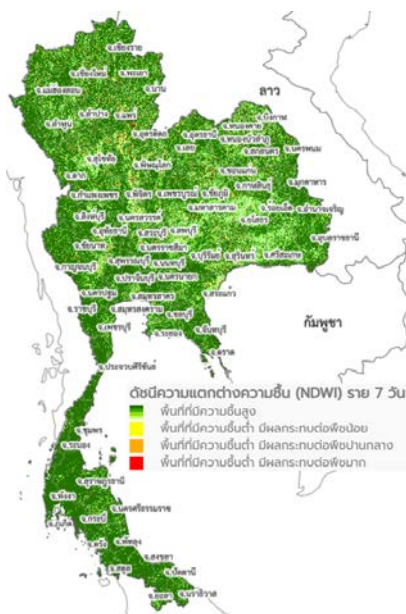 จ.เชียงราย
จ.เชียงใหม่
จ.พะเยา
จ.แม่ฮ่องสอน
จ.น่าน
ลาว
จ.ลำปาง
จ.แพร่
จ.ลำพูน
จ.อุตรดิตถ์
จ.บึงกาฬ
จ.หนองคาย
จ.อุดรธานี
จ.หนองบัวลำภู
จ.เลย
จ.สกลนคร
จ.นครพนม
จ.สุโขทัย
จ.พิษณุโลก
จ.ตาก
จ.ขอนแก่น
จ.กาฬสินธุ์
จ.มุกดาหาร
จ.กำแพงเพชร
จ.พิจิตร
จ.เพชรบูรณ์
จ.ชัยภูมิ
จ.มหาสารคาม
จ.ร้อยเอ็ด
จ.อำนาจเจริญ
จ.ยโสธร
จ.สิงห์บุรี
จ.นครสวรรค์
จ.อุทัยธานี
จ.สระบุรี
จ.ลพบุรี
จ.อุบลราชธานี
จ.ชัยนาท
จ.นครราชสีมา
จ.บุรีรัมย์
จ.สุรินทร์
จ.ศรีสะเกษ
จ.กาญจนบุรี
จ.สุพรรณบุรี
จ.นนทบุรี
จ.ปราจีนบุรี
จ.นครนายก
จ.นครปฐม
จ.สมุทรสาคร
จ.สระแก้ว
จ.ราชบุรี
จ.สมุทรสงคราม
จ.ชลบุรี
กัมพูชา
จ.เพชรบุรี
จ.ระยอง
จ.จันทบุรี
จ.ตราด
จ.ประจวบคีรีขันธ์
ดัชนีความแตกต่างความชื้น (NDWI) ราย 7 วัน
พื้นที่ที่มีความชื้นสูง
พื้นที่ที่มีความชื้นต่ำ มีผลกระทบต่อพืชน้อย
พื้นที่ที่มีความชื้นต่ำ มีผลกระทบต่อพืชปานกลาง
พื้นที่ที่มีความชื้นต่ำ มีผลกระทบต่อพืชมาก
จ.ชุมพร
จ.ระนอง
จ.สุราษฎร์ธานี
จ.พังงา
จ.นครศรีธรรมราช
จ.กระบี่
จ.ภูเก็ต
จ.ตรัง
จ.พัทลุง
จ.สงขลา
จ.สตูล
จ.ปัตตานี
จ.ยะลา
จ.นราธิวาส